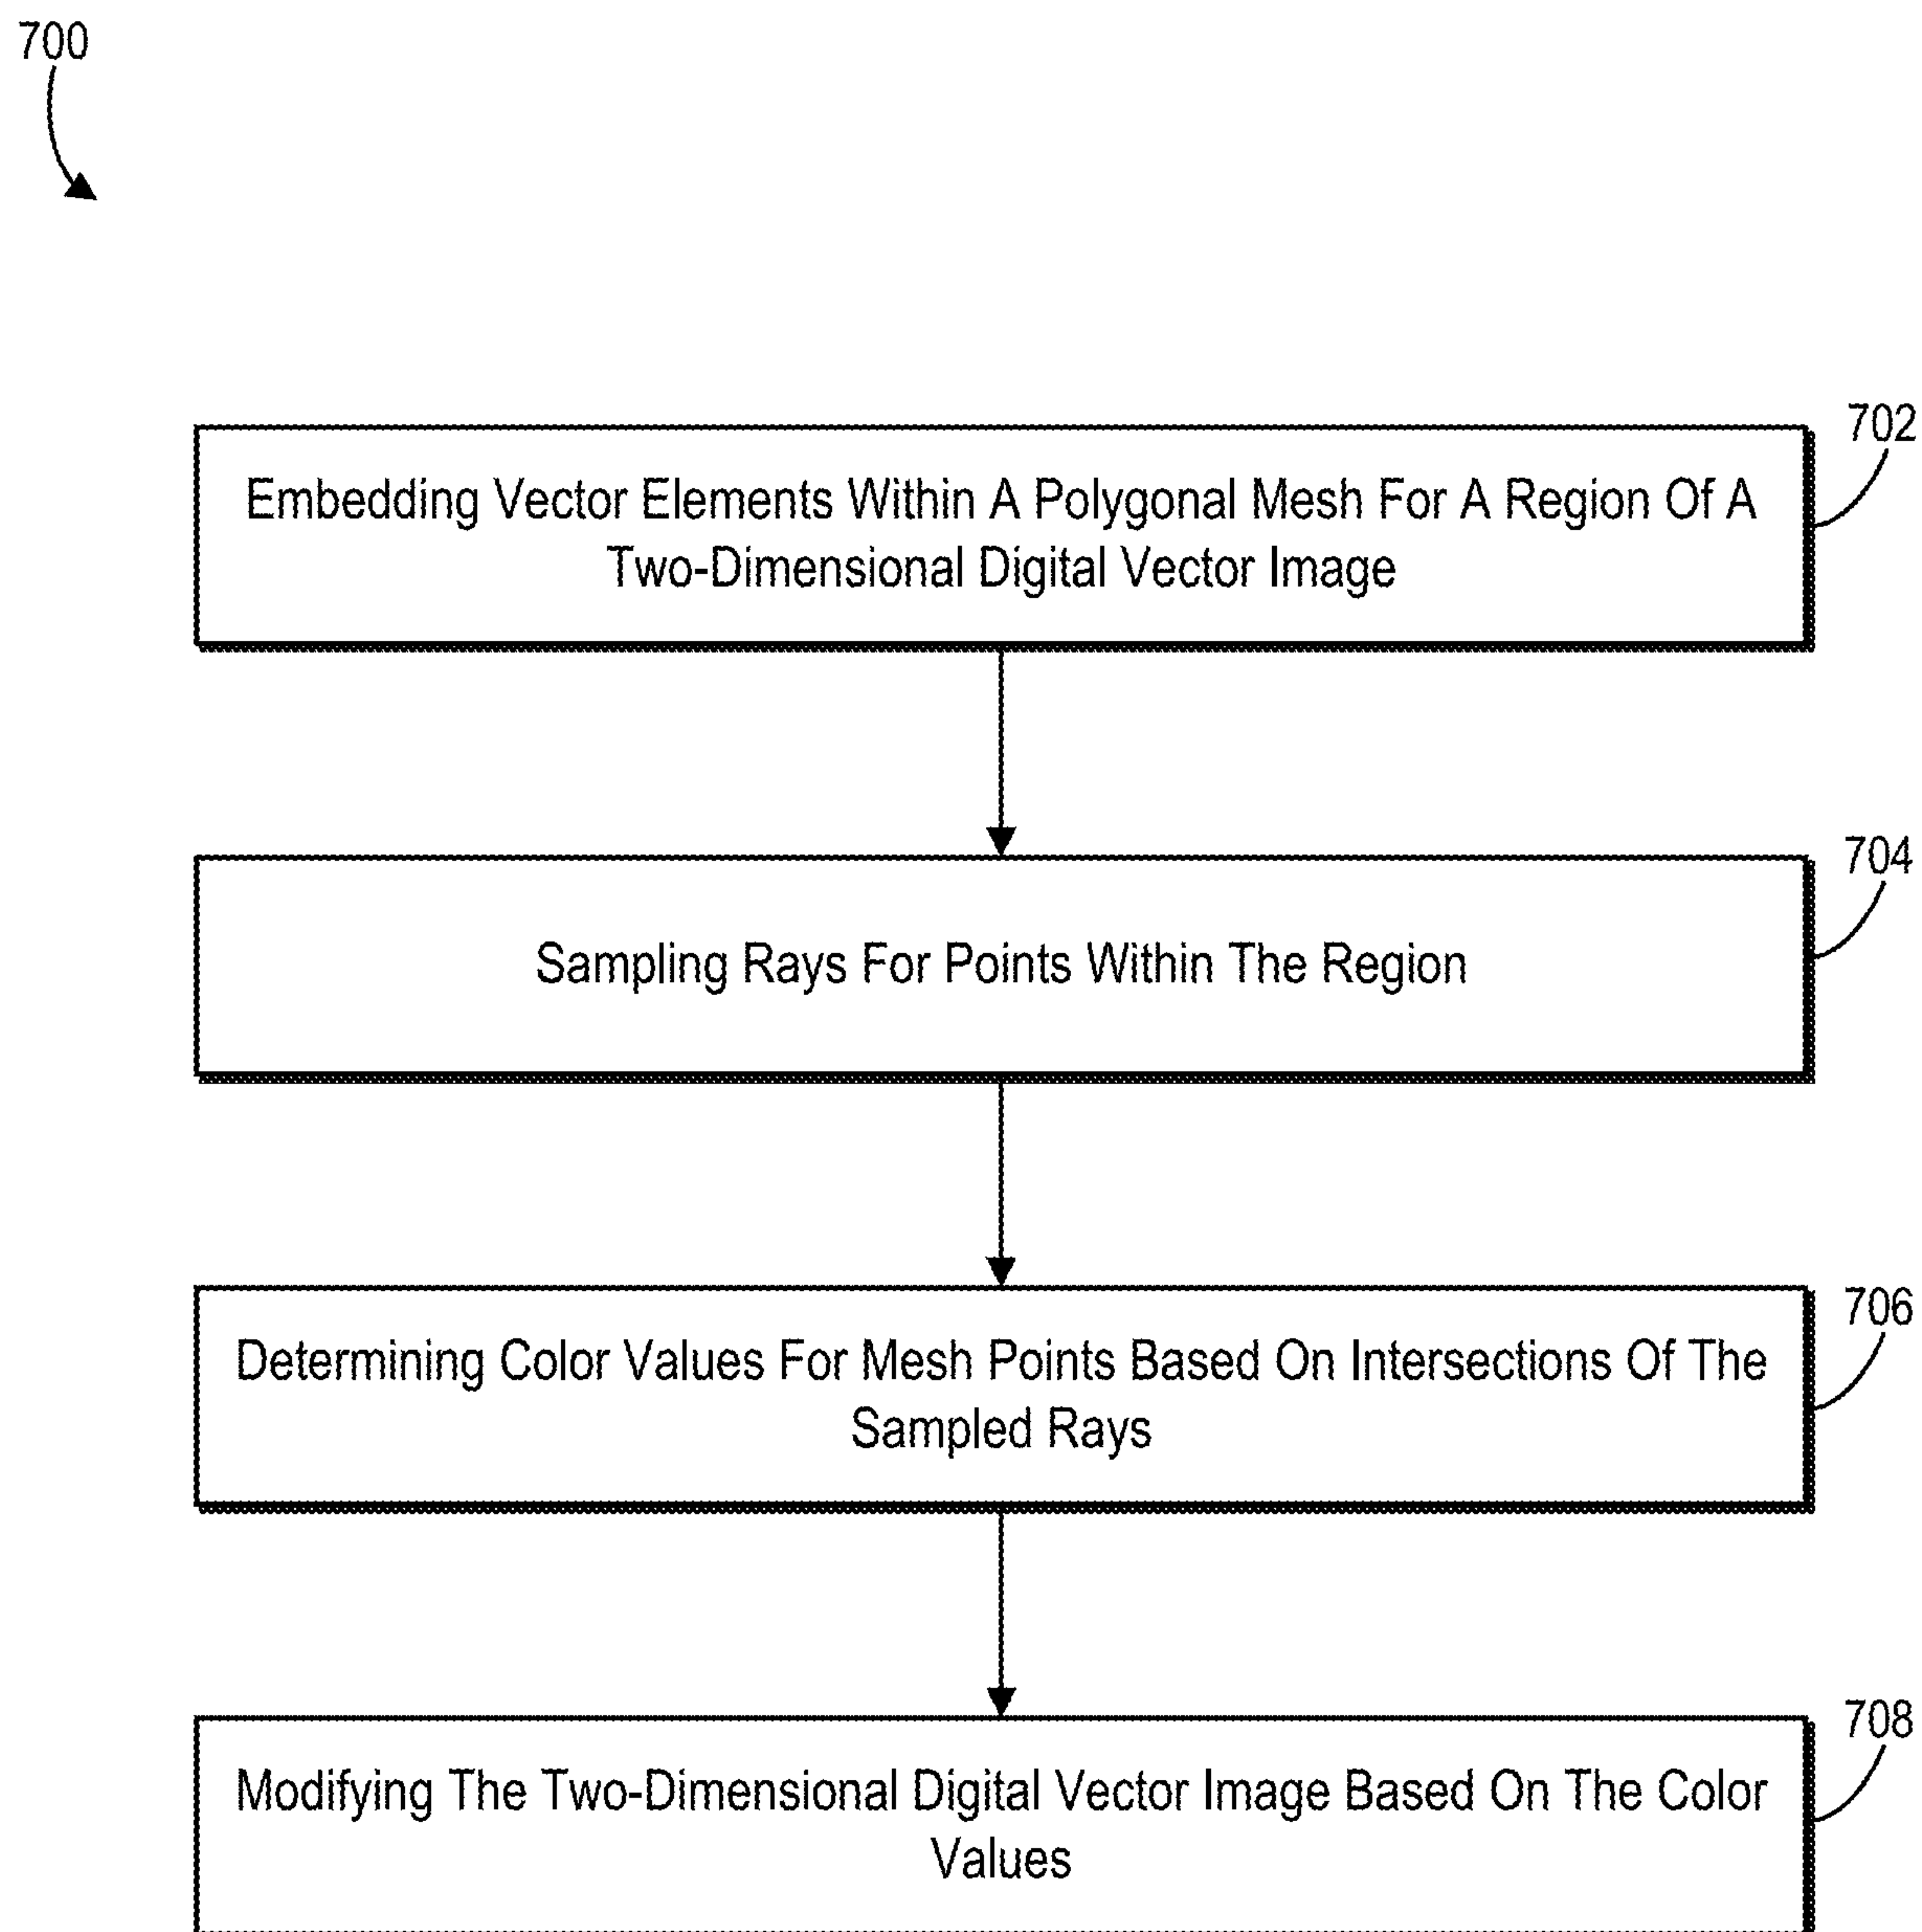 700
702
Embedding Vector Elements Within A Polygonal Mesh For A Region Of A
Two-Dimensional Digital Vector Image
704
Sampling Rays For Points Within The Region
706
Determining Color Values For Mesh Points Based On Intersections Of The
Sampled Rays
708
Modifying The Two-Dimensional Digital Vector Image Based On The Color
Values